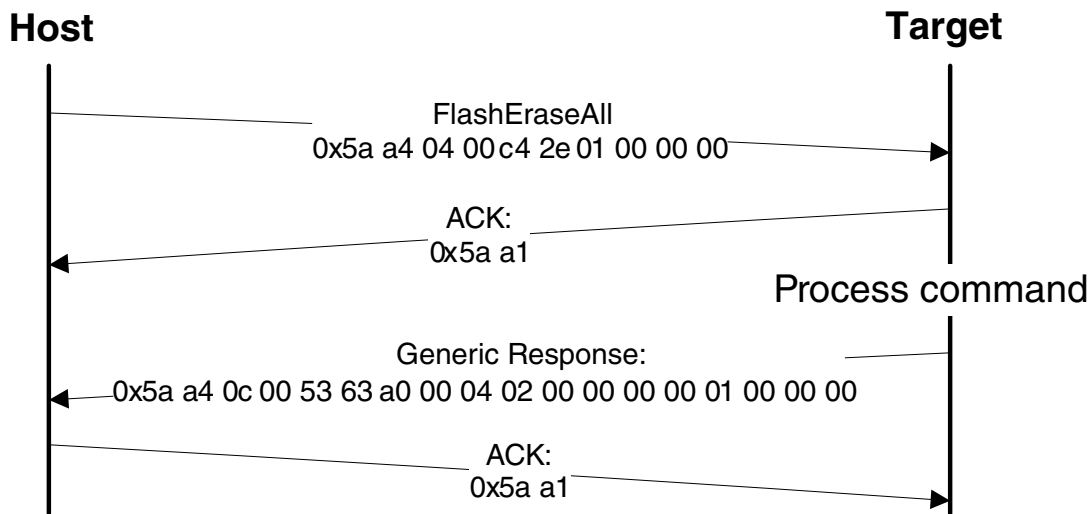 Host
Target
FlashEraseAll
0x5a a4 04 00 c4 2e 01 00 00 00
ACK:
0x5a a1
Process command
Generic Response:
0x5a a4 0c 00 53 63 a0 00 04 02 00 00 00 00 01 00 00 00
ACK:
0x5a a1